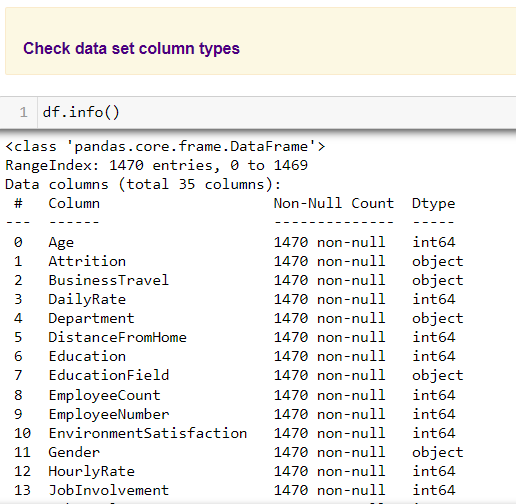 Check data set column types
1 df.info()
<class 'pandas.core.frame.DataFrame'>
RangeIndex: 1470 entries, 0 to 1469
Data columns (total 35 columns):
 #   Column                   Non-Null Count  Dtype
---  ------                   --------------  -----
 0   Age                      1470 non-null   int64
 1   Attrition                1470 non-null   object
 2   BusinessTravel           1470 non-null   object
 3   DailyRate                1470 non-null   int64
 4   Department               1470 non-null   object
 5   DistanceFromHome         1470 non-null   int64
 6   Education                1470 non-null   int64
 7   EducationField           1470 non-null   object
 8   EmployeeCount            1470 non-null   int64
 9   EmployeeNumber           1470 non-null   int64
 10  EnvironmentSatisfaction  1470 non-null   int64
 11  Gender                   1470 non-null   object
 12  HourlyRate               1470 non-null   int64
 13  JobInvolvement           1470 non-null   int64